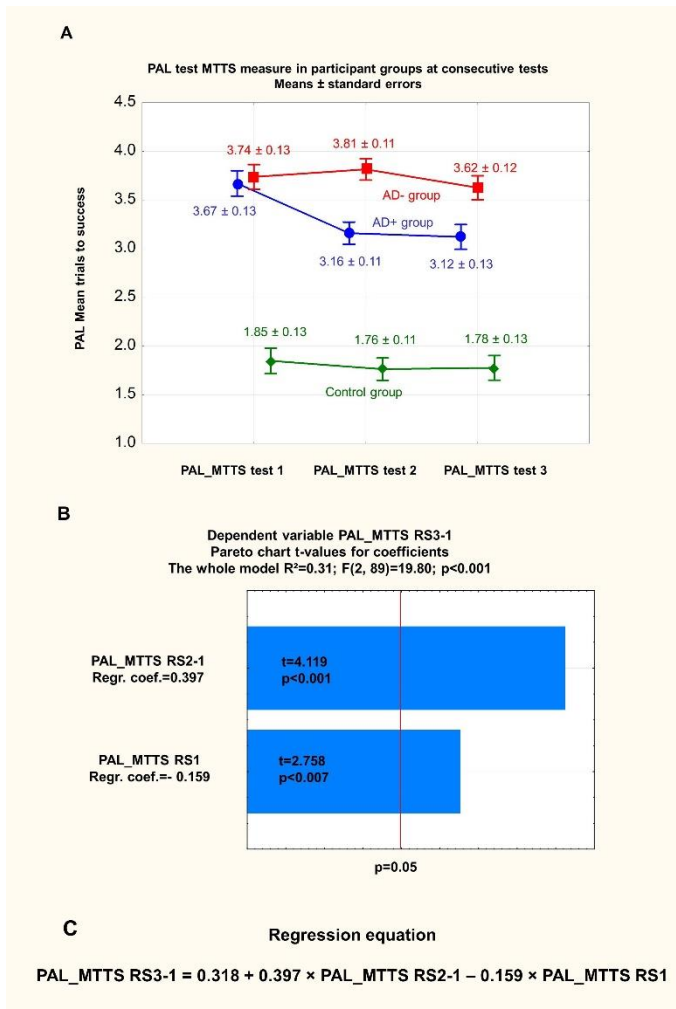 A
PAL test MTTS measure in participant groups at consecutive tests
Means ± standard errors
PAL Mean trials to success
4.5
4.0
3.5
3.0
2.5
2.0
1.5
1.0
3.74 ± 0.13
3.81 ± 0.11
3.62 ± 0.12
AD- group
3.67 ± 0.13
AD+ group
3.16 ± 0.11
3.12 ± 0.13
1.85 ± 0.13
1.76 ± 0.11
1.78 ± 0.13
Control group
PAL_MTTS test 1
PAL_MTTS test 2
PAL_MTTS test 3
B
Dependent variable PAL_MTTS RS3-1
Pareto chart t-values for coefficients
The whole model R²=0.31; F(2, 89)=19.80; p<0.001
PAL_MTTS RS2-1
Regr. coef.=0.397
t=4.119
p<0.001
PAL_MTTS RS1
Regr. coef.=- 0.159
t=2.758
p<0.007
p=0.05
C
Regression equation
PAL_MTTS RS3-1 = 0.318 + 0.397 × PAL_MTTS RS2-1 – 0.159 × PAL_MTTS RS1